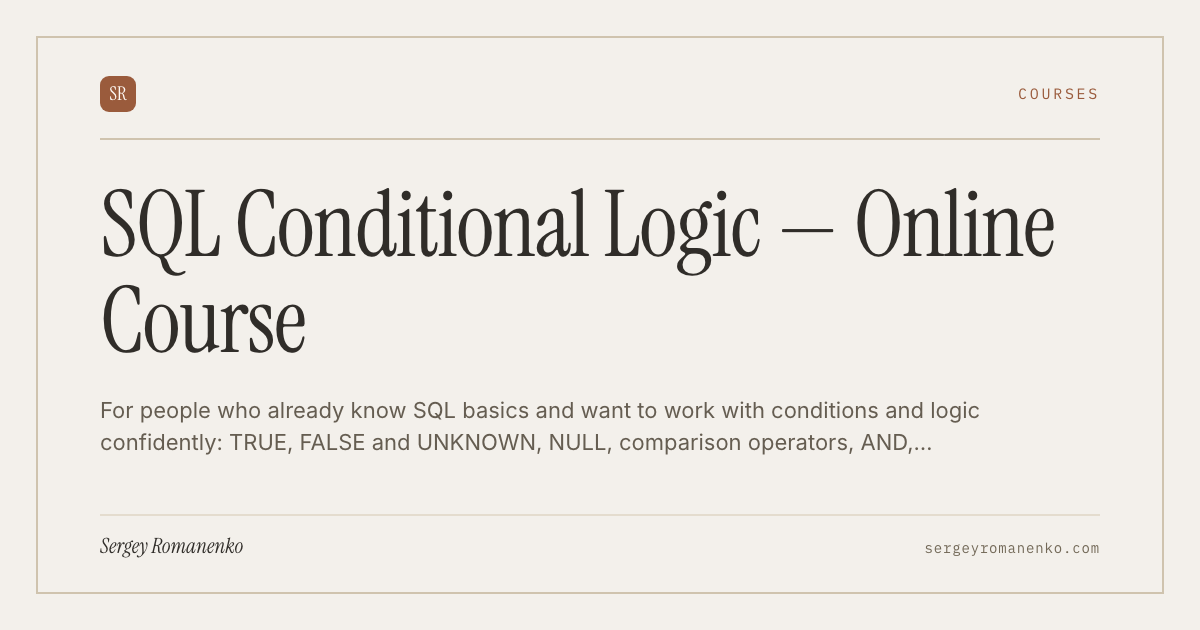 SR
COURSES
SQL Conditional Logic — Online
Course
For people who already know SQL basics and want to work with conditions and logic
confidently: TRUE, FALSE and UNKNOWN, NULL, comparison operators, AND,...
Sergey Romanenko
sergeyromanenko.com